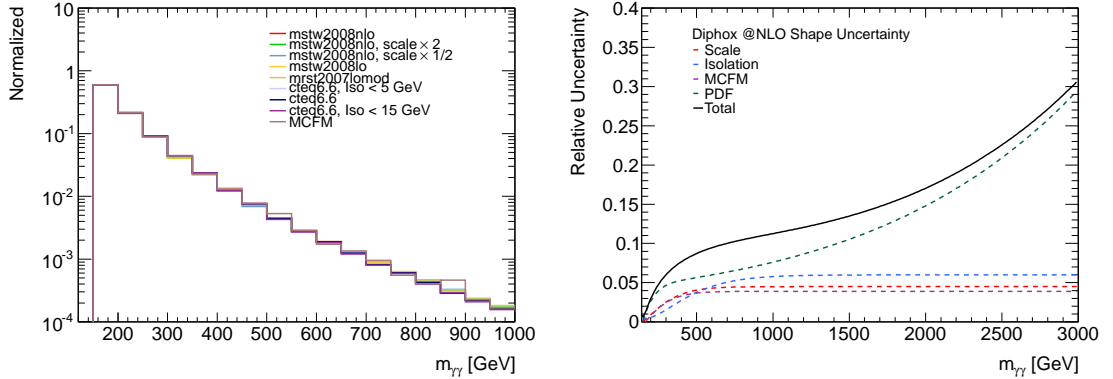 Normalized
10
1
10⁻¹
10⁻²
10⁻³
10⁻⁴
mstw2008nlo
mstw2008nlo, scale × 2
mstw2008nlo, scale × 1/2
mstw2008lo
mrst2007lomod
cteq6.6, Iso < 5 GeV
cteq6.6
cteq6.6, Iso < 15 GeV
MCFM
200 300 400 500 600 700 800 900 1000
m_γγ [GeV]
Relative Uncertainty
0.4
0.35
0.3
0.25
0.2
0.15
0.1
0.05
0
Diphox @NLO Shape Uncertainty
Scale
Isolation
MCFM
PDF
Total
500 1000 1500 2000 2500 3000
m_γγ [GeV]